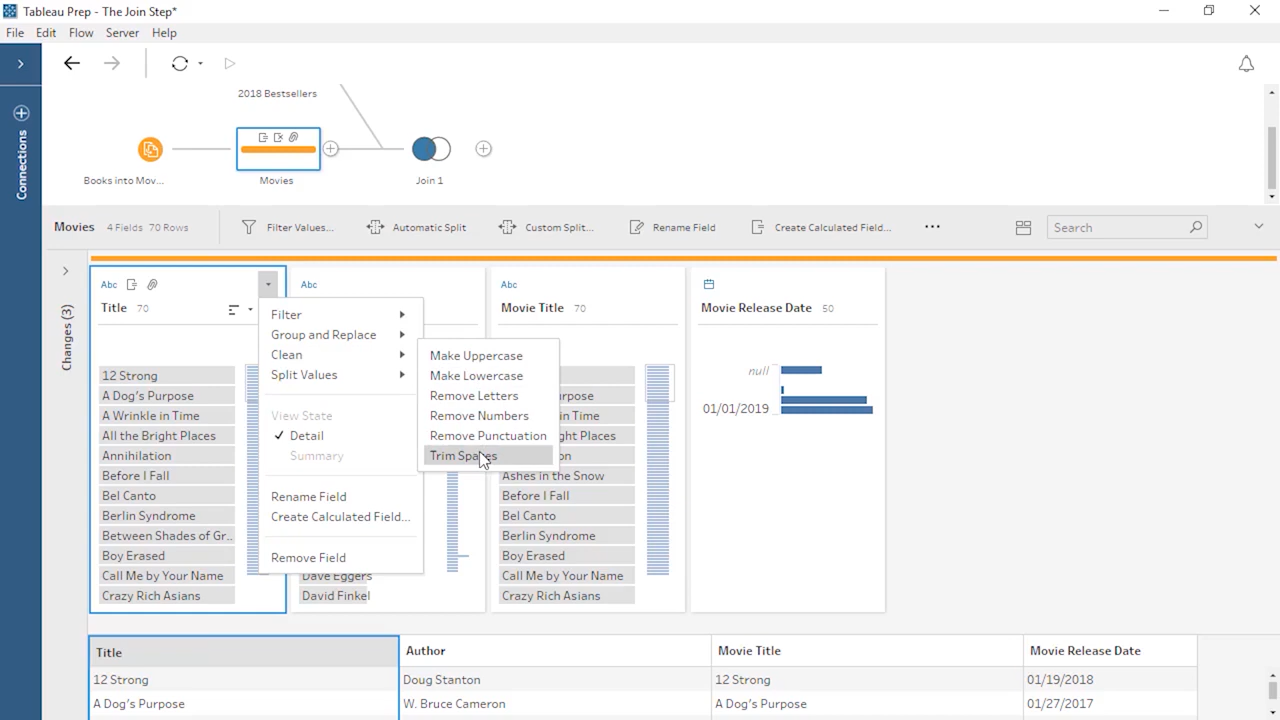 Tableau Prep - The Join Step*
File Edit Flow Server Help
Connections
2018 Bestsellers
Books into Mov...
Movies
Join 1
Movies 4 Fields 70 Rows
Filter Values...
Automatic Split
Custom Split...
Rename Field
Create Calculated Field...
...
Search
Changes (3)
Abc
Title 70
12 Strong
A Dog's Purpose
A Wrinkle in Time
All the Bright Places
Annihilation
Before I Fall
Bel Canto
Berlin Syndrome
Between Shades of Gr...
Boy Erased
Call Me by Your Name
Crazy Rich Asians
Filter
Group and Replace
Clean
Split Values
View State
Detail
Summary
Rename Field
Create Calculated Fi...
Remove Field
Make Uppercase
Make Lowercase
Remove Letters
Remove Numbers
Remove Punctuation
Trim Spaces
Abc
Dave Eggers
David Finkel
Abc
Movie Title 70
Ashes in the Snow
Before I Fall
Bel Canto
Berlin Syndrome
Boy Erased
Call Me by Your Name
Crazy Rich Asians
Movie Release Date 50
null
01/01/2019
Title Author Movie Title Movie Release Date
12 Strong Doug Stanton 12 Strong 01/19/2018
A Dog's Purpose W. Bruce Cameron A Dog's Purpose 01/27/2017